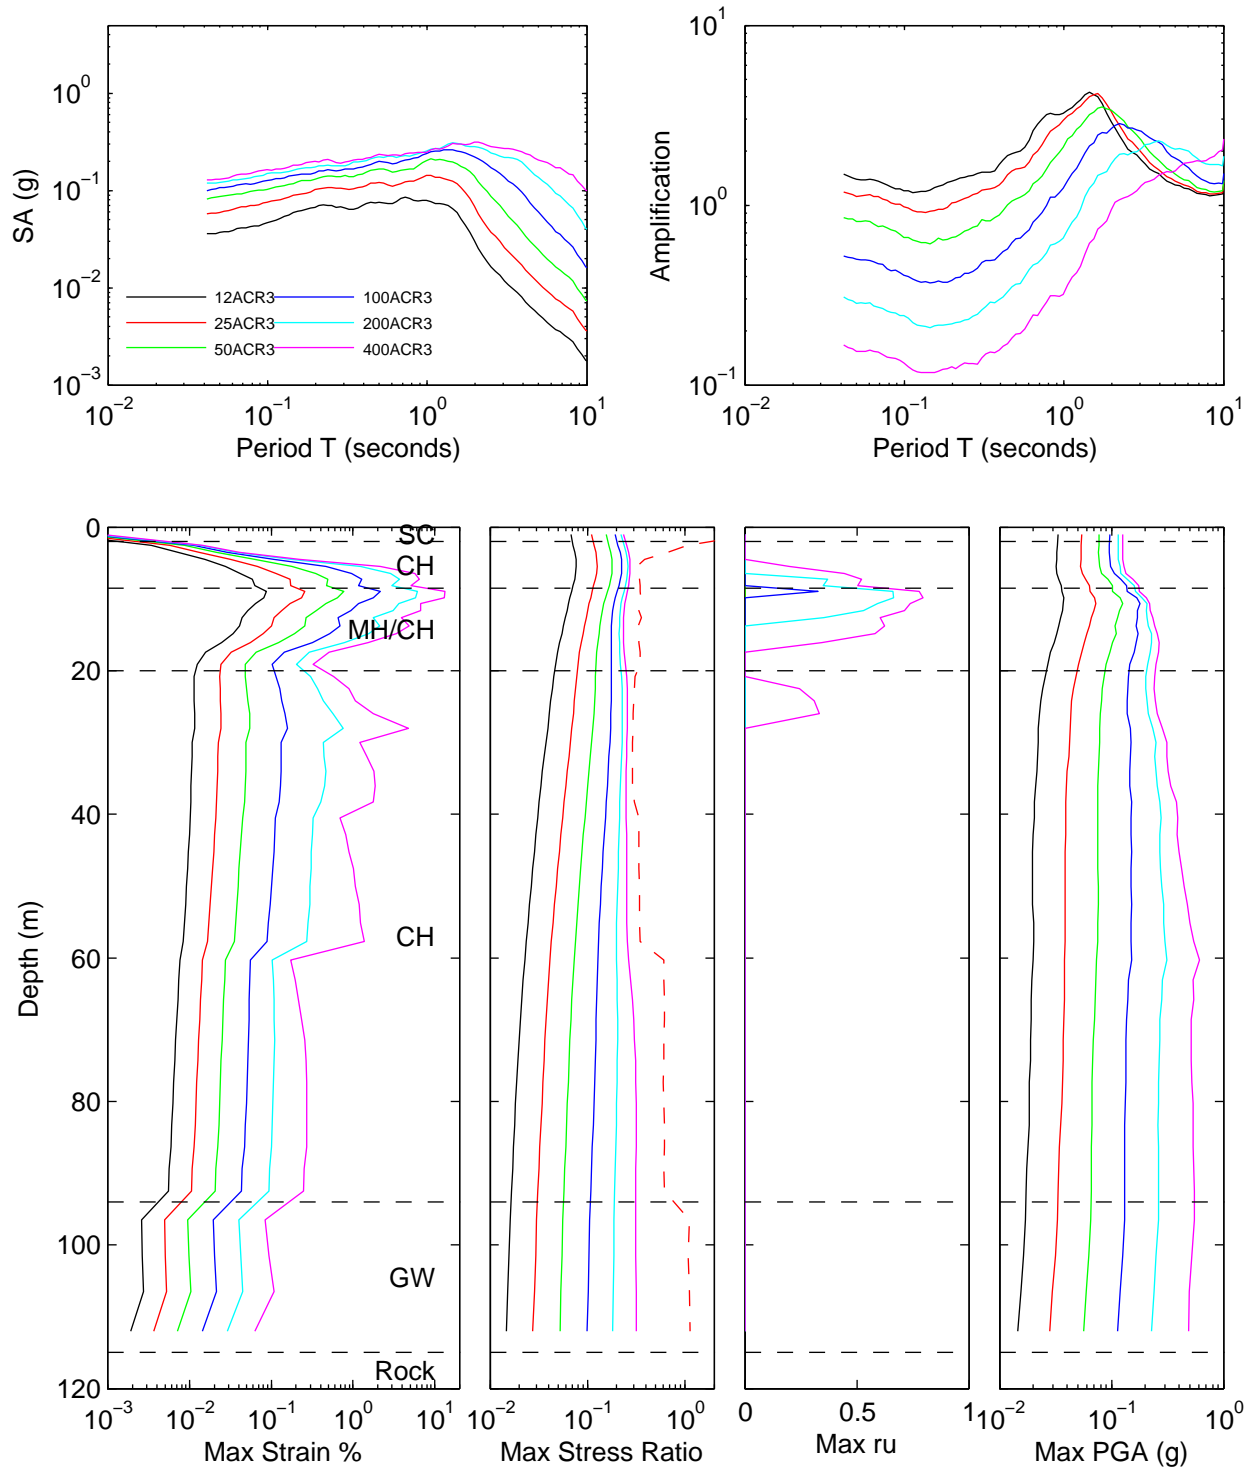 SA (g)
10^0
10^−1
10^−2
10^−3
12ACR3
25ACR3
50ACR3
100ACR3
200ACR3
400ACR3
10^−2
10^−1
10^0
10^1
Period T (seconds)
Amplification
10^1
10^0
10^−1
10^−2
10^−1
10^0
10^1
Period T (seconds)
Depth (m)
0
20
40
60
80
100
120
SC
CH
MH/CH
CH
GW
Rock
10^−3
10^−2
10^−1
10^0
10^1
Max Strain %
10^−2
10^−1
10^0
Max Stress Ratio
0
0.5
1
Max ru
10^−2
10^−1
10^0
Max PGA (g)